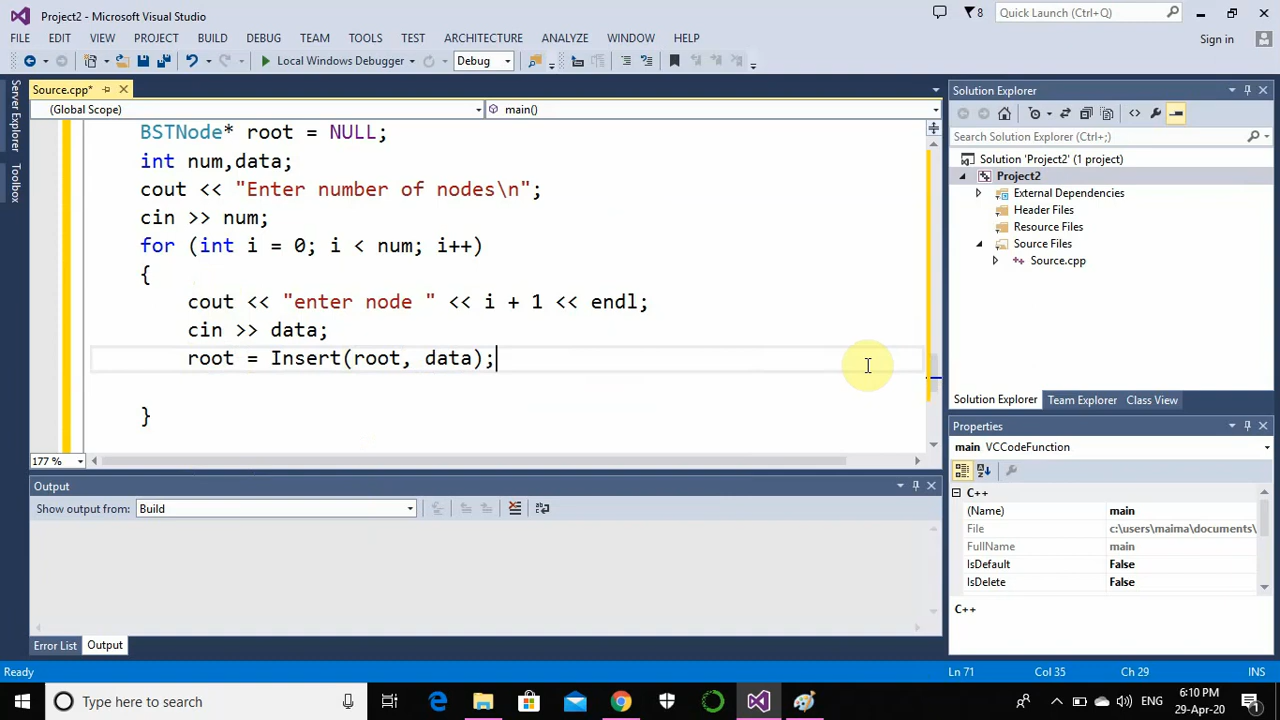 Project2 - Microsoft Visual Studio
8
Quick Launch (Ctrl+Q)
FILE EDIT VIEW PROJECT BUILD DEBUG TEAM TOOLS TEST ARCHITECTURE ANALYZE WINDOW HELP
Sign in
Local Windows Debugger
Debug
Server Explorer
Toolbox
Source.cpp*
(Global Scope)
main()
BSTNode* root = NULL;
int num,data;
cout << "Enter number of nodes\n";
cin >> num;
for (int i = 0; i < num; i++)
{
cout << "enter node " << i + 1 << endl;
cin >> data;
root = Insert(root, data);
}
177 %
Output
Show output from: Build
Error List Output
Solution Explorer
Search Solution Explorer (Ctrl+;)
Solution 'Project2' (1 project)
Project2
External Dependencies
Header Files
Resource Files
Source Files
Source.cpp
Solution Explorer Team Explorer Class View
Properties
main VCCodeFunction
C++
(Name) main
File c:\users\maima\documents\
FullName main
IsDefault False
IsDelete False
C++
Ready
Ln 71
Col 35
Ch 29
INS
Type here to search
ENG
6:10 PM
29-Apr-20
1